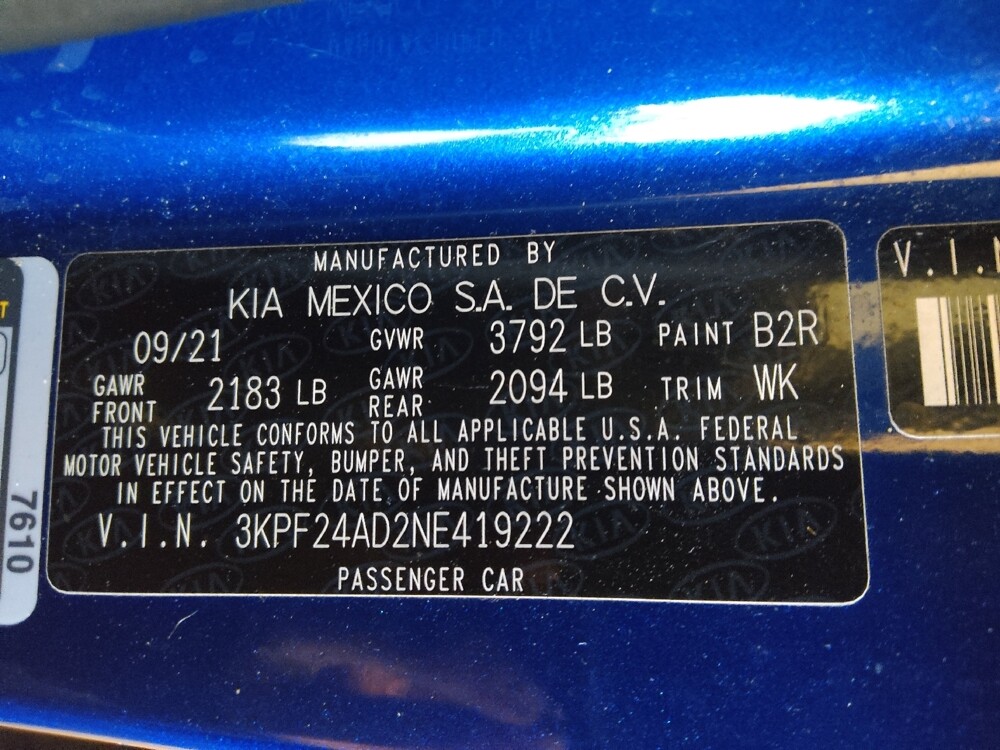 MANUFACTURED BY
KIA MEXICO S.A. DE C.V.
09/21 GVWR 3792 LB PAINT B2R
GAWR FRONT 2183 LB GAWR REAR 2094 LB TRIM WK
THIS VEHICLE CONFORMS TO ALL APPLICABLE U.S.A. FEDERAL
MOTOR VEHICLE SAFETY, BUMPER, AND THEFT PREVENTION STANDARDS
IN EFFECT ON THE DATE OF MANUFACTURE SHOWN ABOVE.
V.I.N. 3KPF24AD2NE419222
PASSENGER CAR
7610
V.I.N